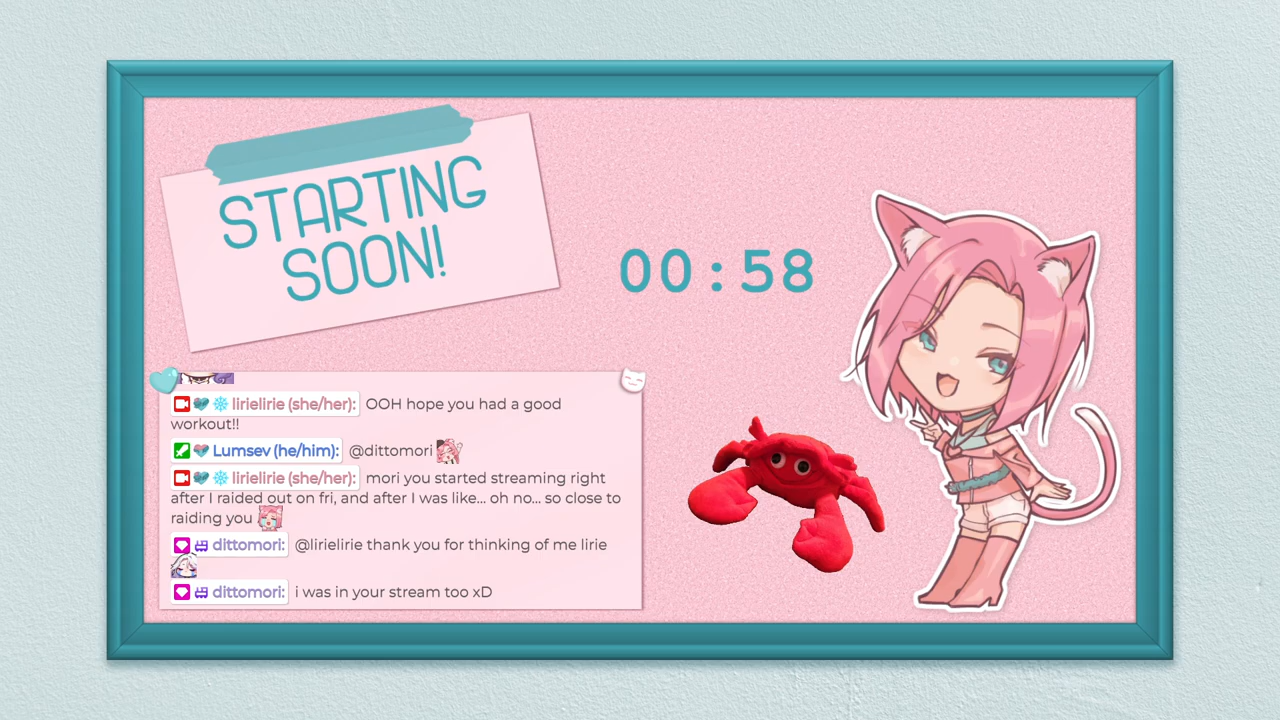 STARTING
SOON!
00:58
lirielirie (she/her): OOH hope you had a good
workout!!
Lumsev (he/him): @dittomori
lirielirie (she/her): mori you started streaming right
after I raided out on fri, and after I was like... oh no... so close to
raiding you
dittomori: @lirielirie thank you for thinking of me lirie
dittomori: i was in your stream too xD